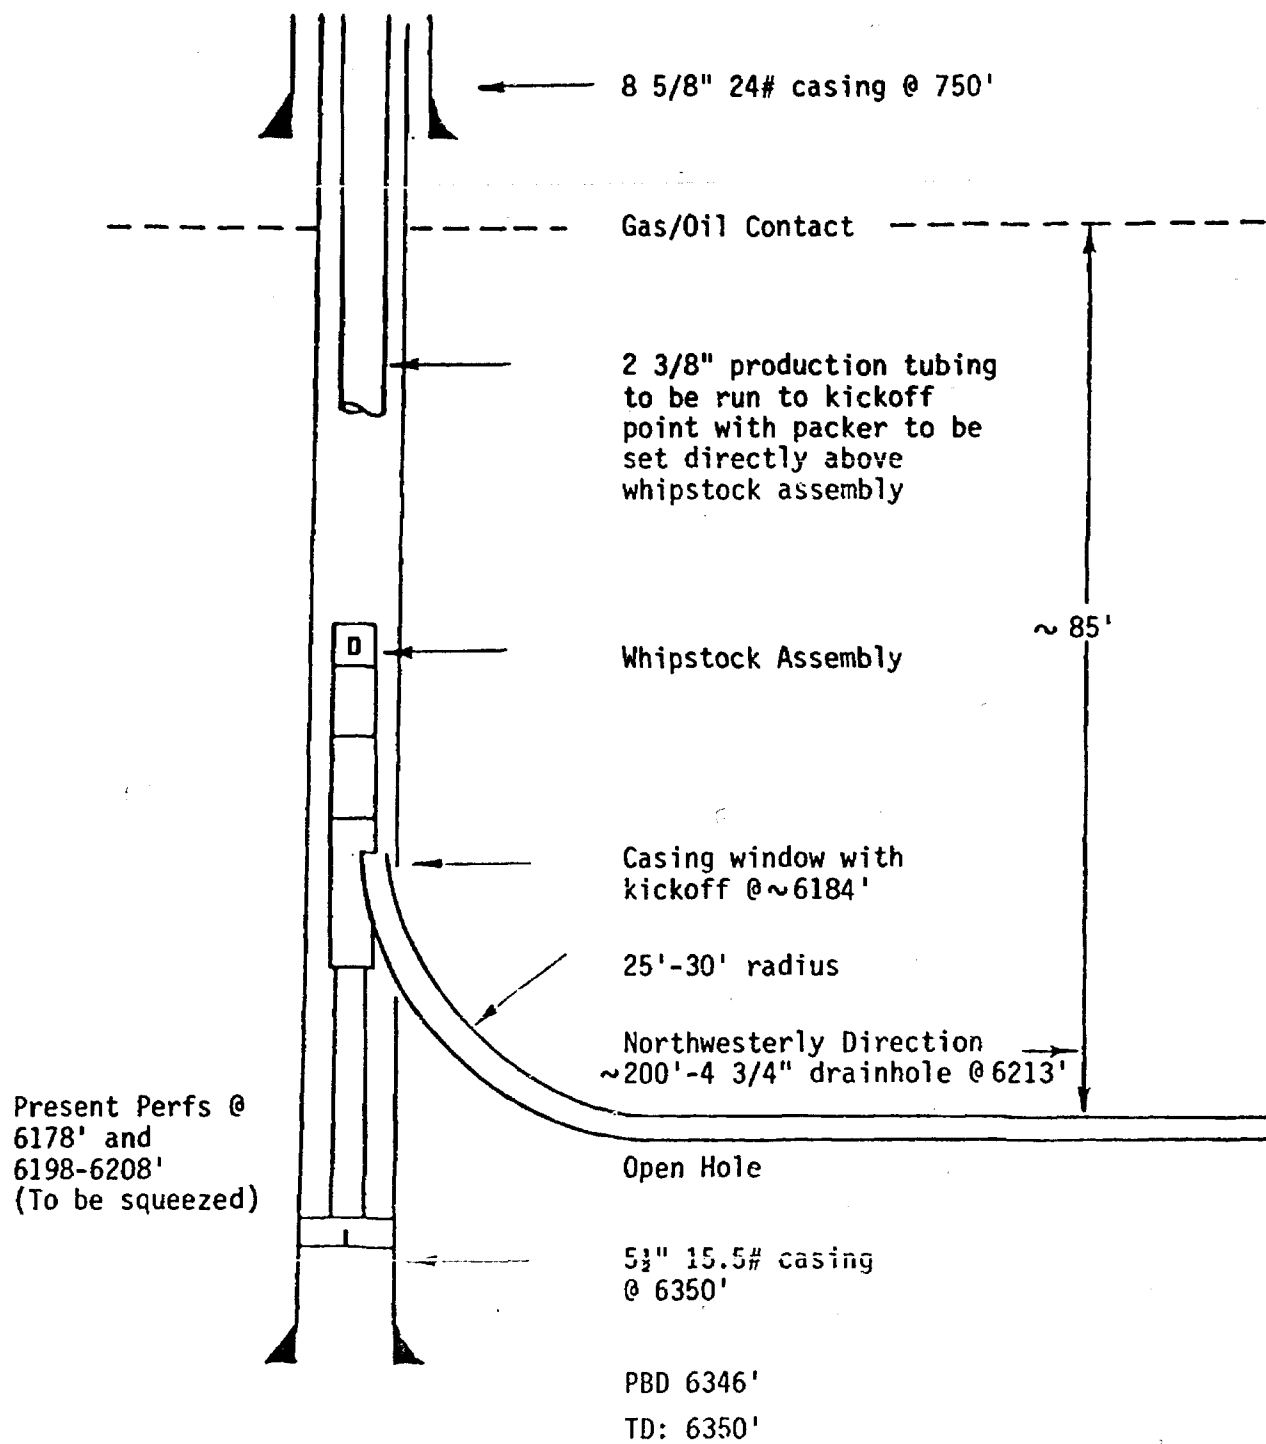 8 5/8" 24# casing @ 750'
Gas/Oil Contact
2 3/8" production tubing
to be run to kickoff
point with packer to be
set directly above
whipstock assembly
~ 85'
D
Whipstock Assembly
Casing window with
kickoff @ ~ 6184'
25'-30' radius
Northwesterly Direction
~200'-4 3/4" drainhole @ 6213'
Present Perfs @
6178' and
6198-6208'
(To be squeezed)
Open Hole
5½" 15.5# casing
@ 6350'
PBD 6346'
TD: 6350'